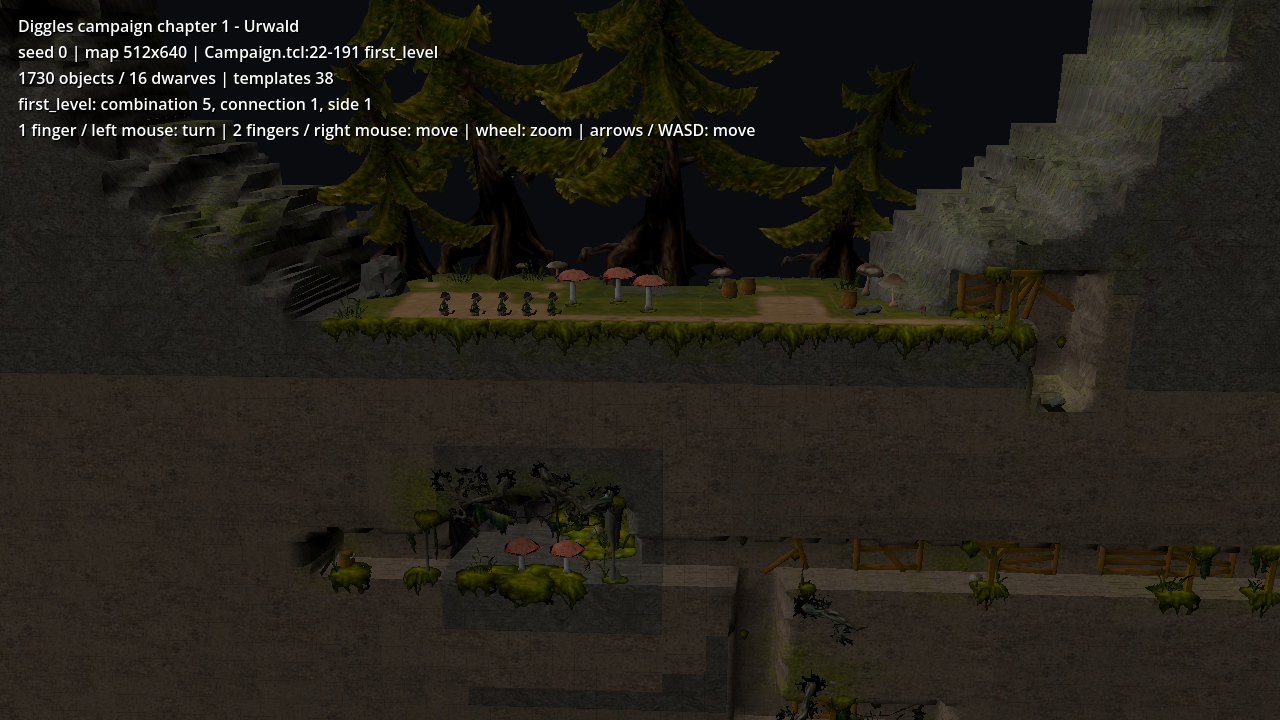 Diggles campaign chapter 1 - Urwald
seed 0 | map 512x640 | Campaign.tcl:22-191 first_level
1730 objects / 16 dwarves | templates 38
first_level: combination 5, connection 1, side 1
1 finger / left mouse: turn | 2 fingers / right mouse: move | wheel: zoom | arrows / WASD: move